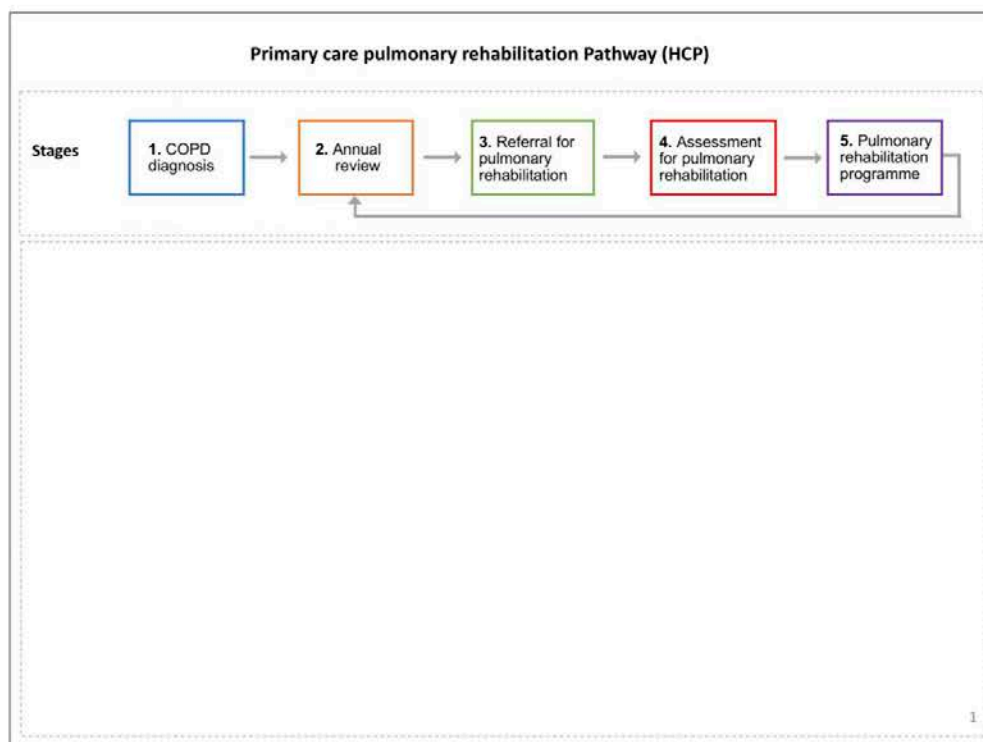 Primary care pulmonary rehabilitation Pathway (HCP)
Stages
1. COPD
diagnosis
2. Annual
review
3. Referral for
pulmonary
rehabilitation
4. Assessment
for pulmonary
rehabilitation
5. Pulmonary
rehabilitation
programme
1